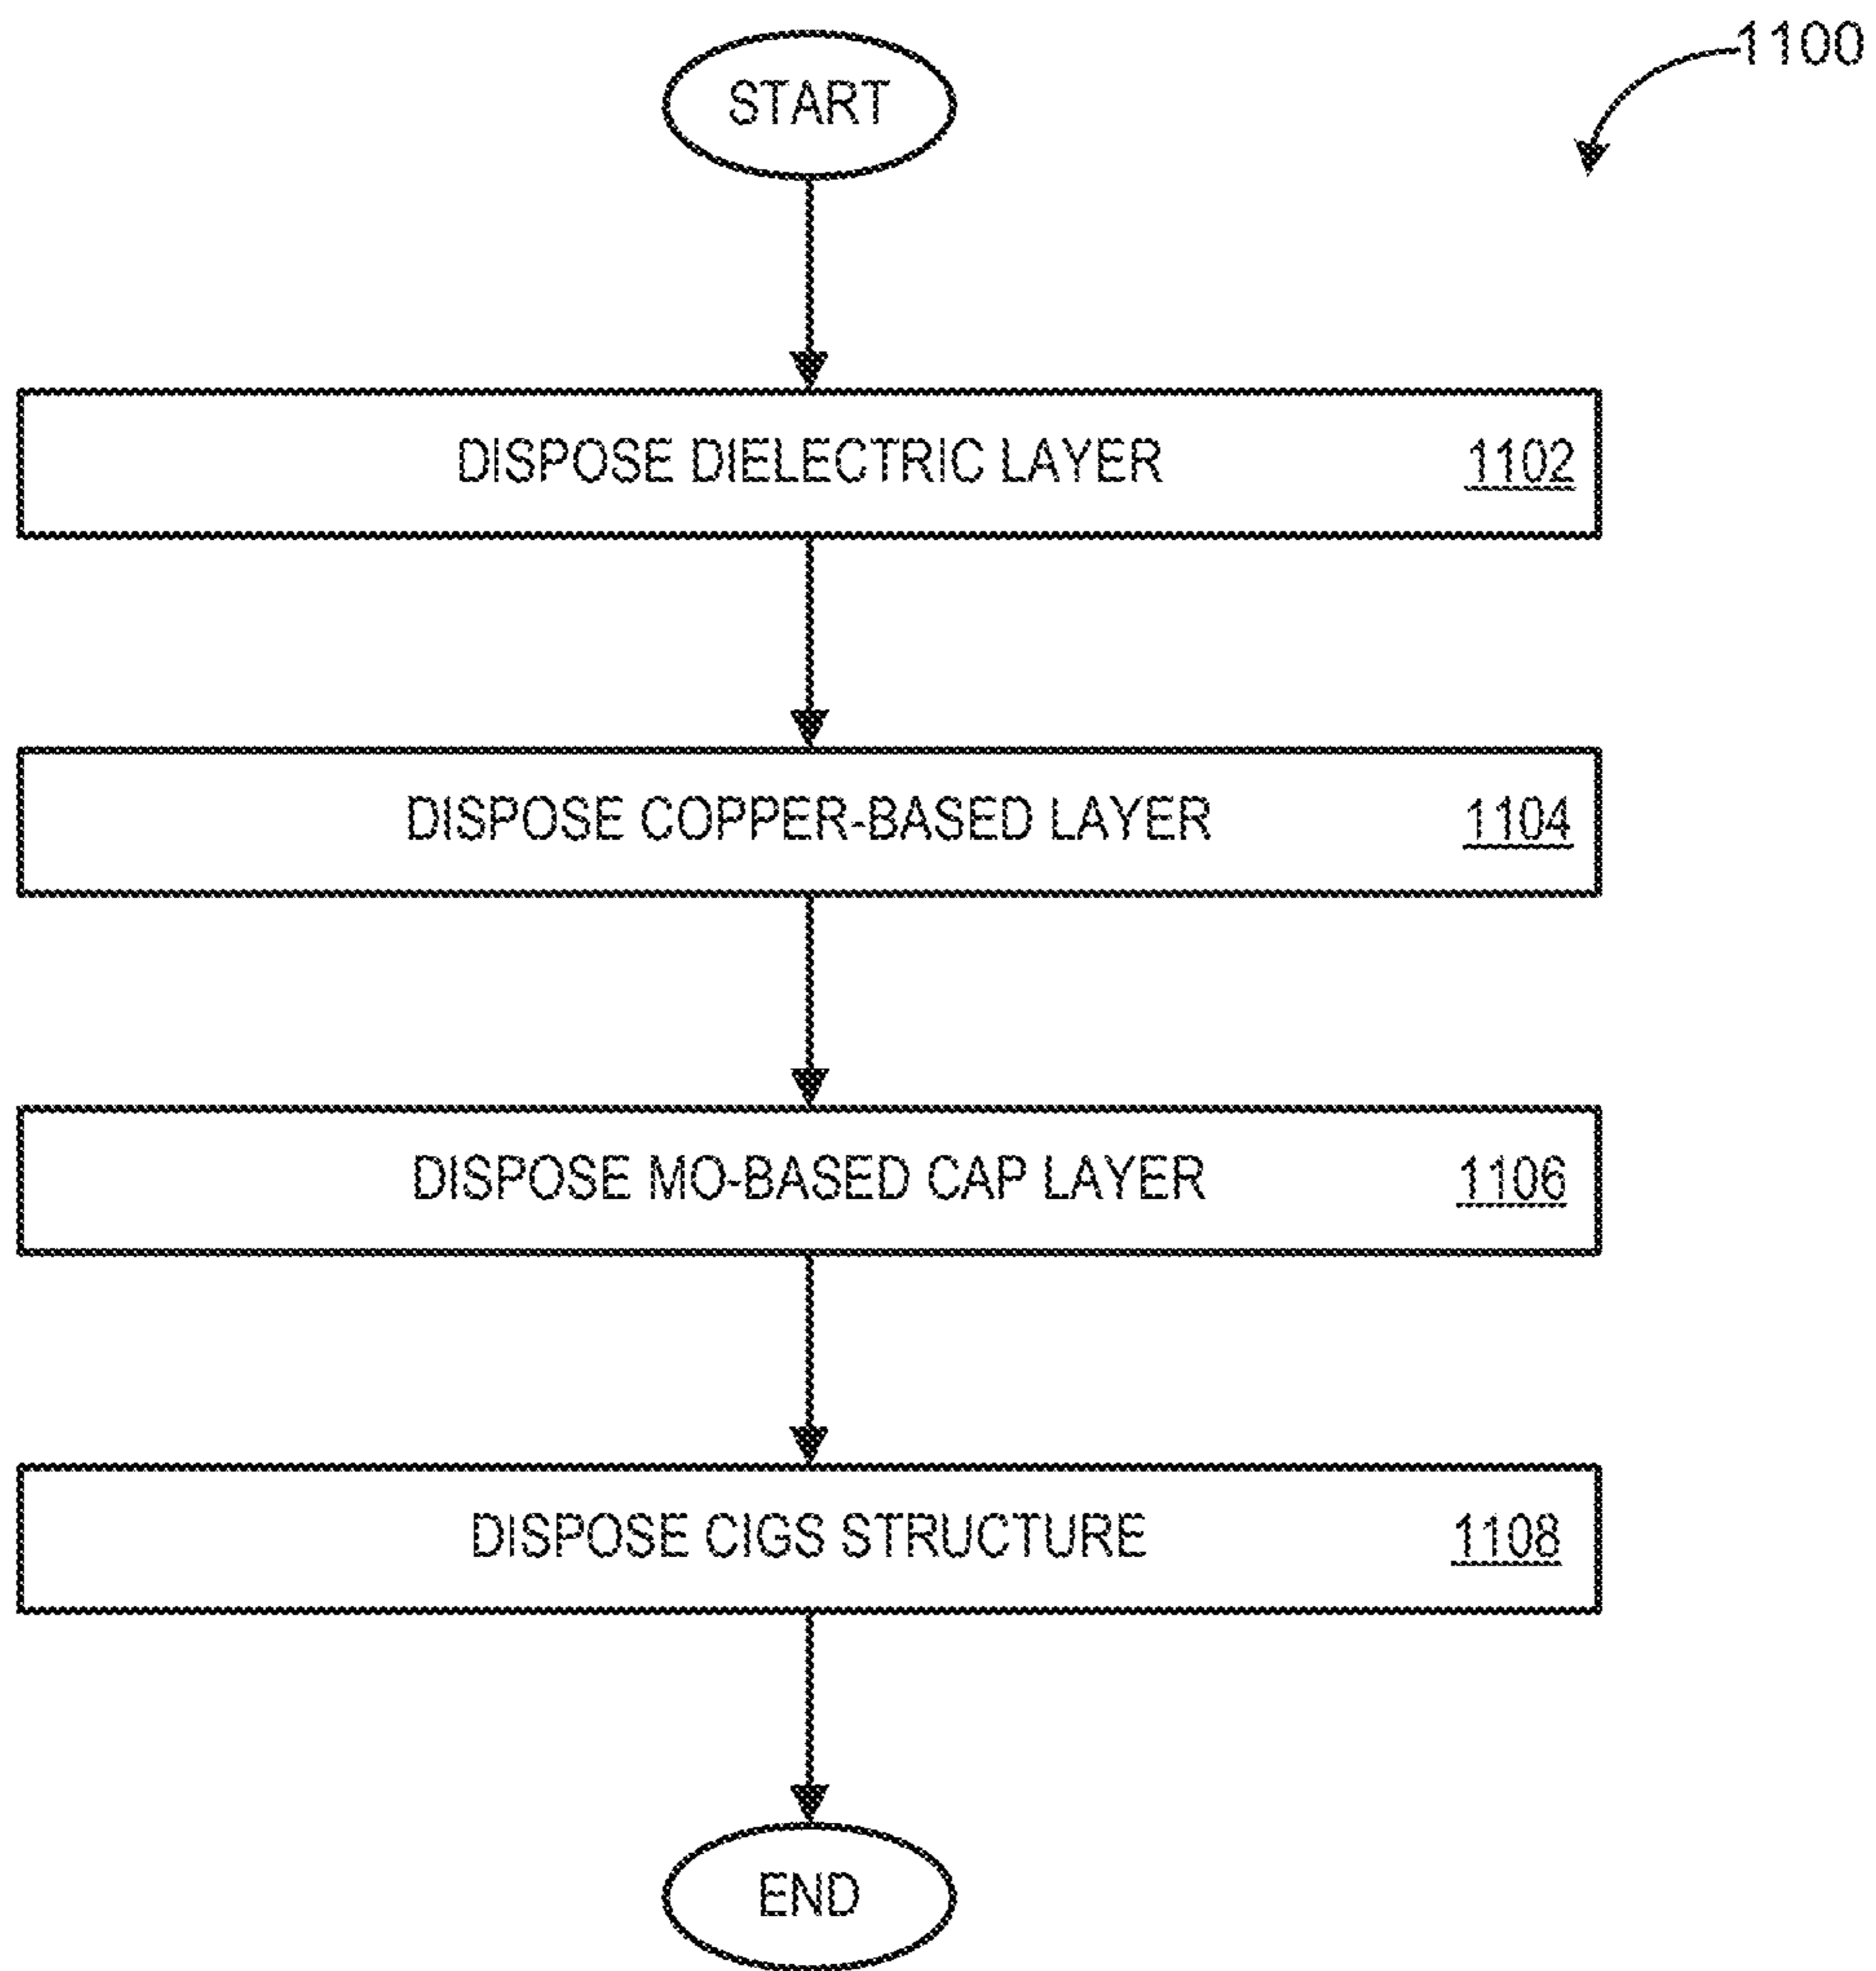 1100
START
DISPOSE DIELECTRIC LAYER 1102
DISPOSE COPPER-BASED LAYER 1104
DISPOSE MO-BASED CAP LAYER 1106
DISPOSE CIGS STRUCTURE 1108
END